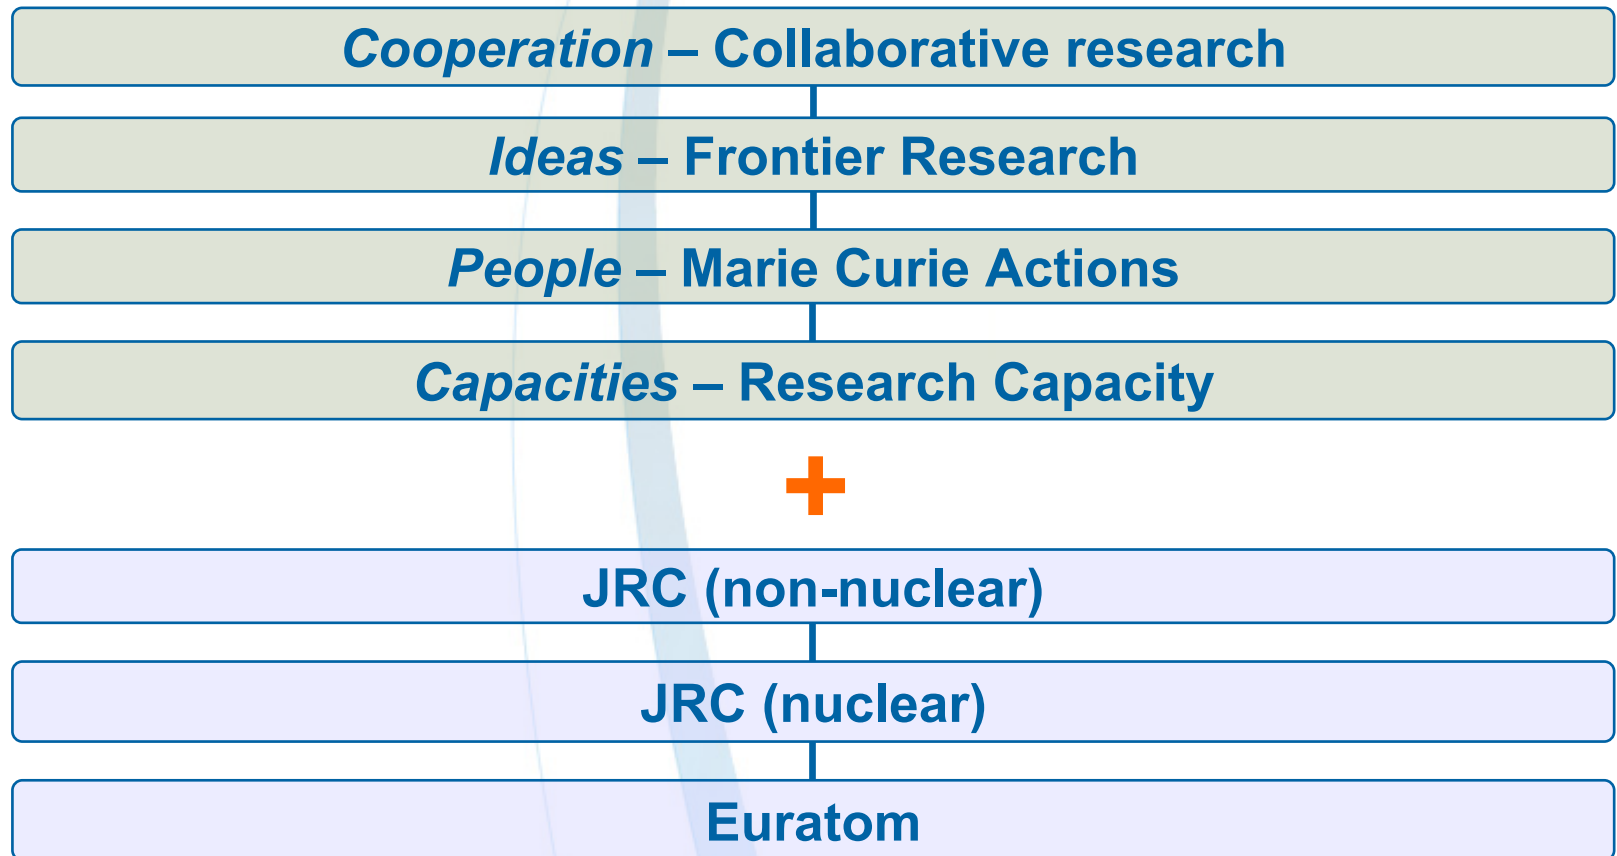 Cooperation – Collaborative research
Ideas – Frontier Research
People – Marie Curie Actions
Capacities – Research Capacity
+
JRC (non-nuclear)
JRC (nuclear)
Euratom